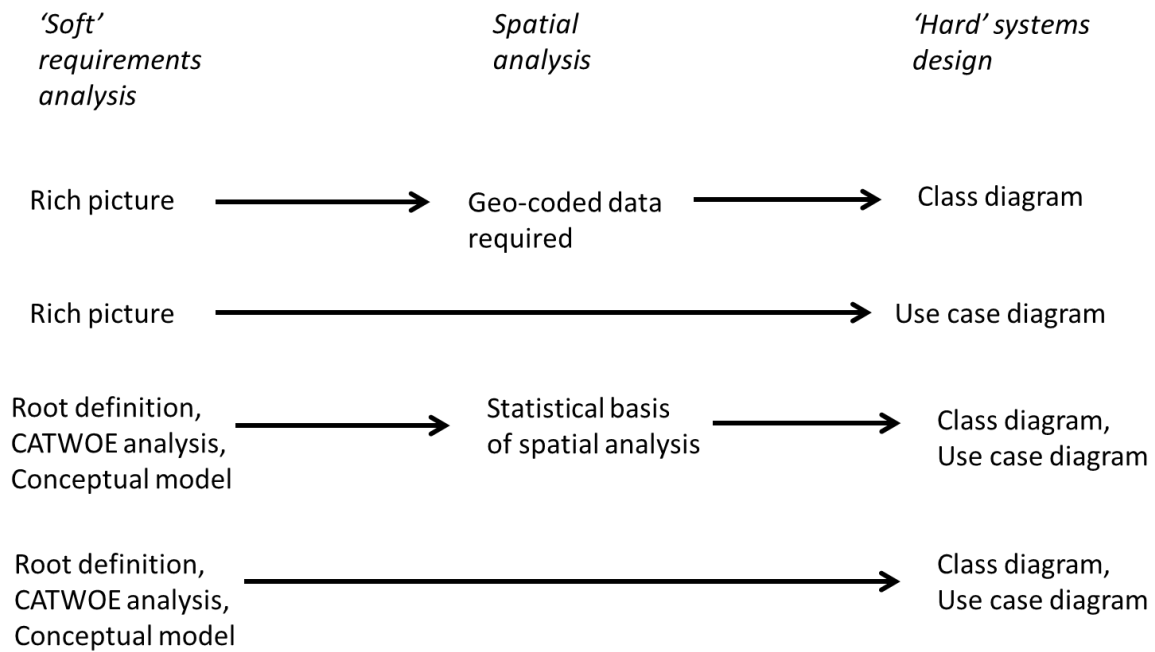 ‘Soft’
requirements
analysis
Spatial
analysis
‘Hard’ systems
design
Rich picture
Geo-coded data
required
Class diagram
Rich picture
Use case diagram
Root definition,
CATWOE analysis,
Conceptual model
Statistical basis
of spatial analysis
Class diagram,
Use case diagram
Root definition,
CATWOE analysis,
Conceptual model
Class diagram,
Use case diagram